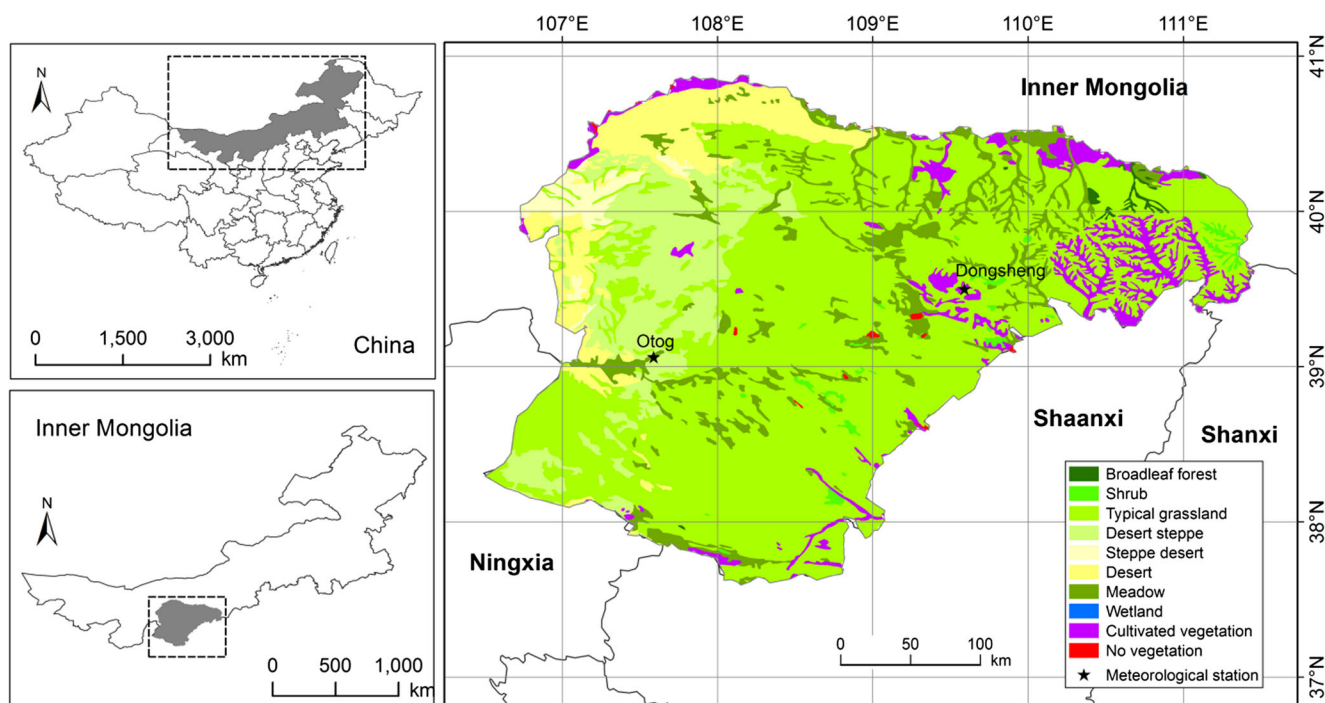 N
0 1,500 3,000
km
China
Inner Mongolia
N
0 500 1,000
km
107°E 108°E 109°E 110°E 111°E
41°N
40°N
39°N
38°N
37°N
Inner Mongolia
Dongsheng
Otog
Shaanxi
Shanxi
Ningxia
0 50 100
km
Broadleaf forest
Shrub
Typical grassland
Desert steppe
Steppe desert
Desert
Meadow
Wetland
Cultivated vegetation
No vegetation
Meteorological station